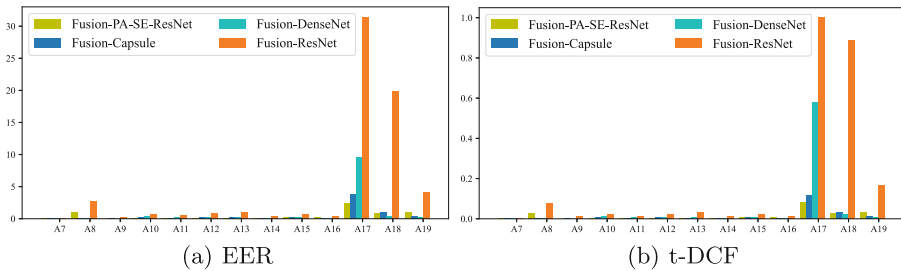 Fusion-PA-SE-ResNet Fusion-DenseNet
Fusion-Capsule Fusion-ResNet
30
25
20
15
10
5
0
A7 A8 A9 A10 A11 A12 A13 A14 A15 A16 A17 A18 A19
(a) EER
Fusion-PA-SE-ResNet Fusion-DenseNet
Fusion-Capsule Fusion-ResNet
1.0
0.8
0.6
0.4
0.2
0.0
A7 A8 A9 A10 A11 A12 A13 A14 A15 A16 A17 A18 A19
(b) t-DCF